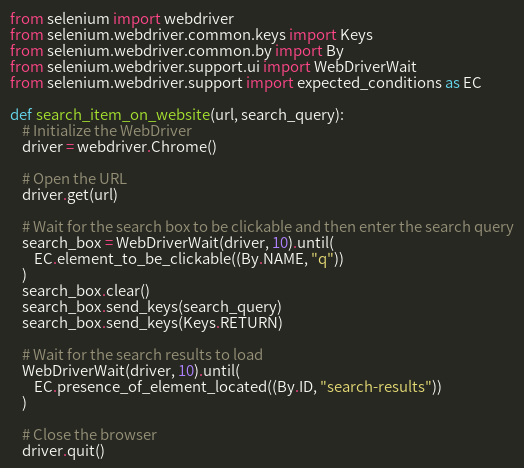 from selenium import webdriver
from selenium.webdriver.common.keys import Keys
from selenium.webdriver.common.by import By
from selenium.webdriver.support.ui import WebDriverWait
from selenium.webdriver.support import expected_conditions as EC

def search_item_on_website(url, search_query):
    # Initialize the WebDriver
    driver = webdriver.Chrome()

    # Open the URL
    driver.get(url)

    # Wait for the search box to be clickable and then enter the search query
    search_box = WebDriverWait(driver, 10).until(
        EC.element_to_be_clickable((By.NAME, "q"))
    )
    search_box.clear()
    search_box.send_keys(search_query)
    search_box.send_keys(Keys.RETURN)

    # Wait for the search results to load
    WebDriverWait(driver, 10).until(
        EC.presence_of_element_located((By.ID, "search-results"))
    )

    # Close the browser
    driver.quit()